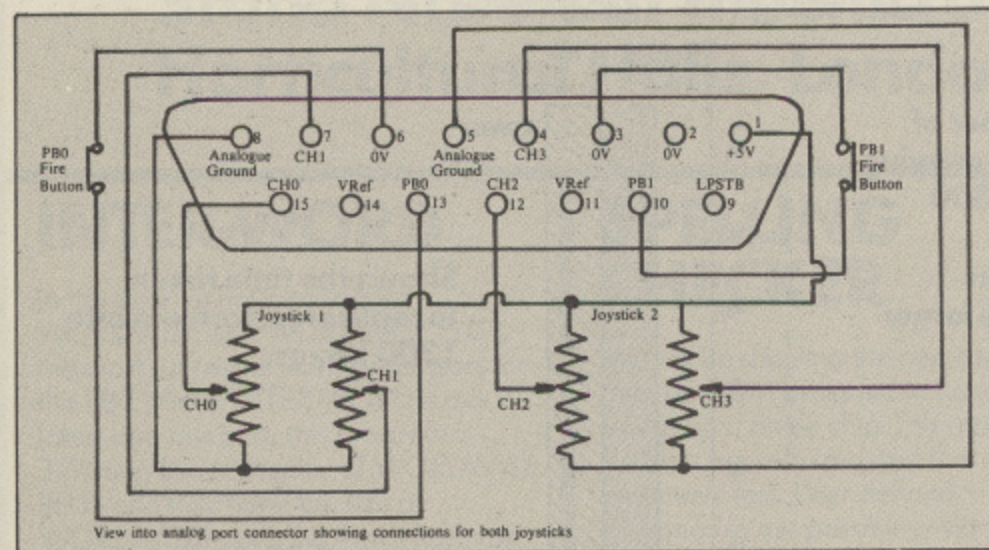 8 7 6 5 4 3 2 1
Analogue Ground CH1 0V Analogue Ground CH3 0V 0V +5V
PB0 Fire Button
PB1 Fire Button
CH0 VRef PB0 CH2 VRef PB1 LPSTB
15 14 13 12 11 10 9
Joystick 1
Joystick 2
CH0
CH1
CH2
CH3
View into analog port connector showing connections for both joysticks